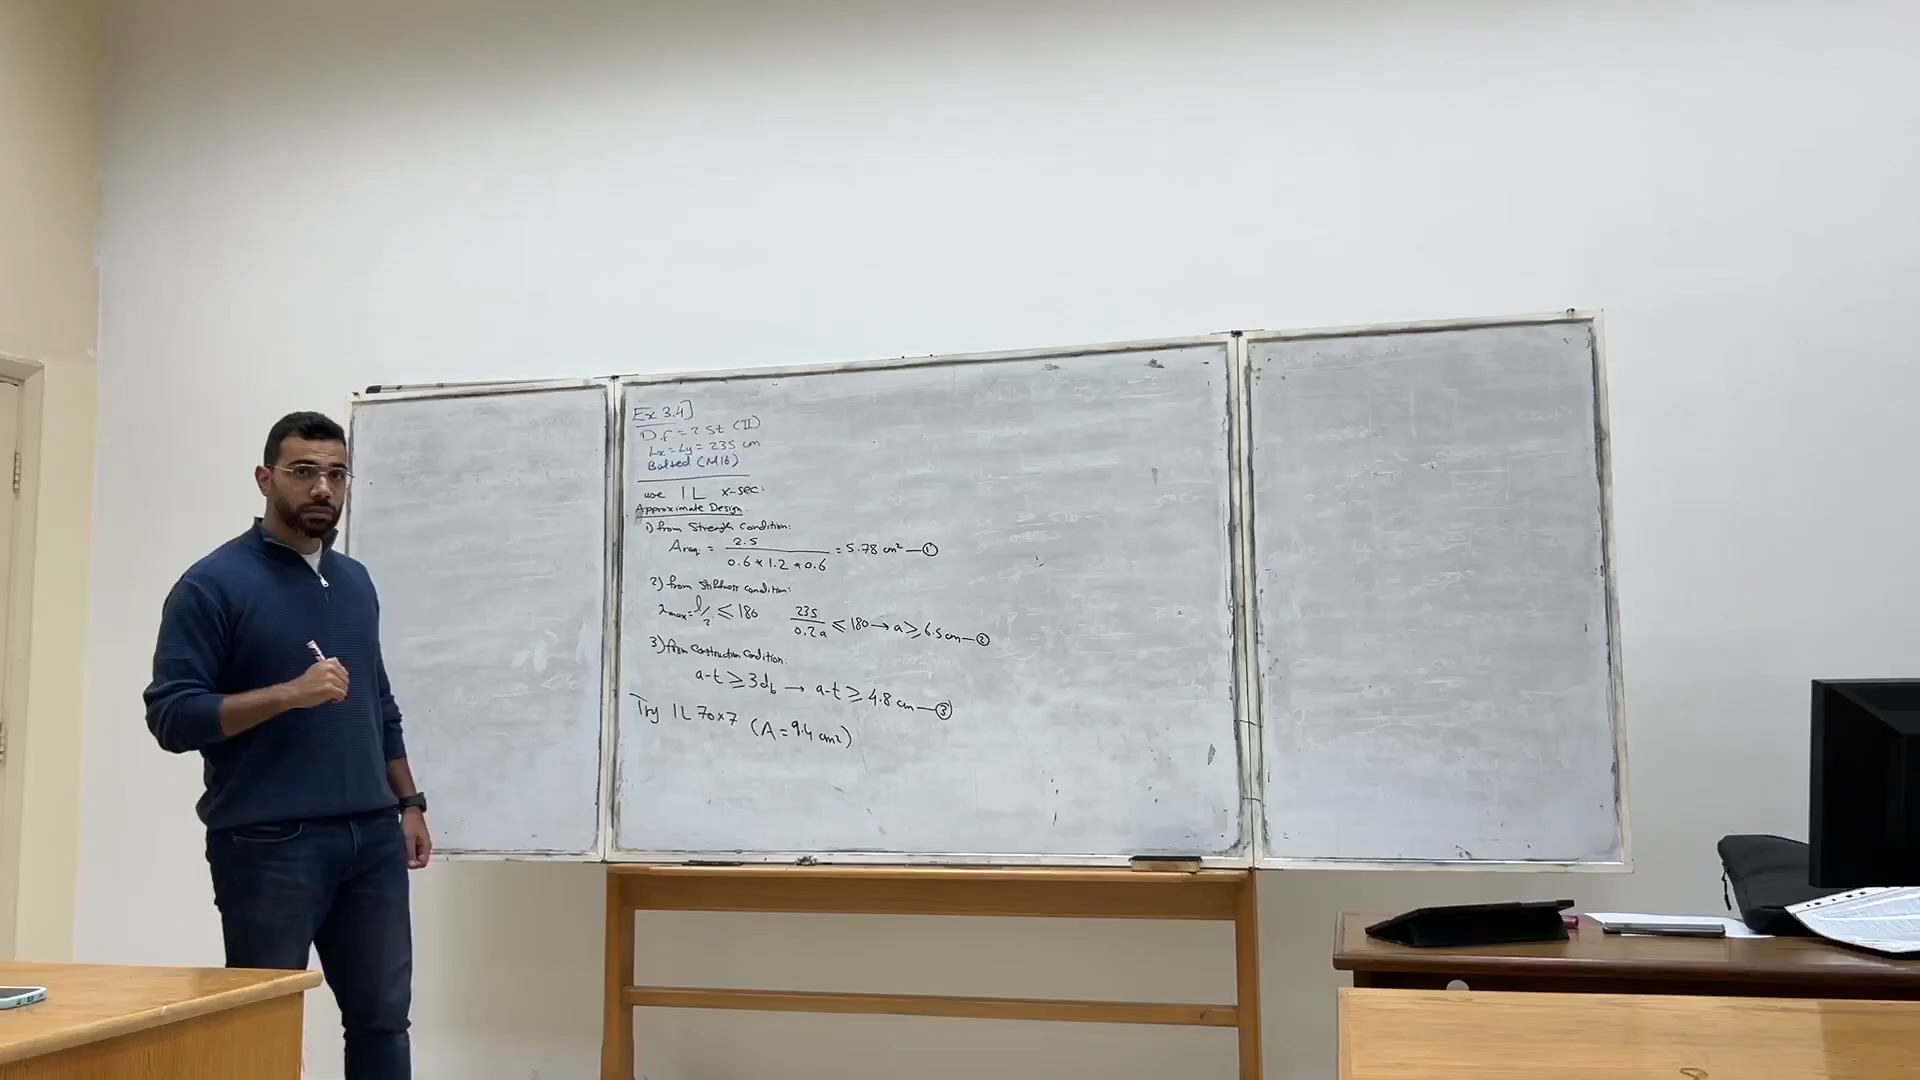 Ex 3.4]
D.F. = 2.5t (II)
Lx = Ly = 235 cm
Bolted (M16)
use 1L x-sec.
Approximate Design.
1) from Strength Condition:
Areq = 2.5 / 0.6 * 1.2 * 0.6 = 5.78 cm² — ①
2) from Stiffness condition:
λmax = l/i ≤ 180 235/0.2a ≤ 180 → a ≥ 6.5 cm — ②
3) from Construction Condition:
a-t ≥ 3db → a-t ≥ 4.8 cm — ③
Try 1L 70x7 (A = 9.4 cm²)